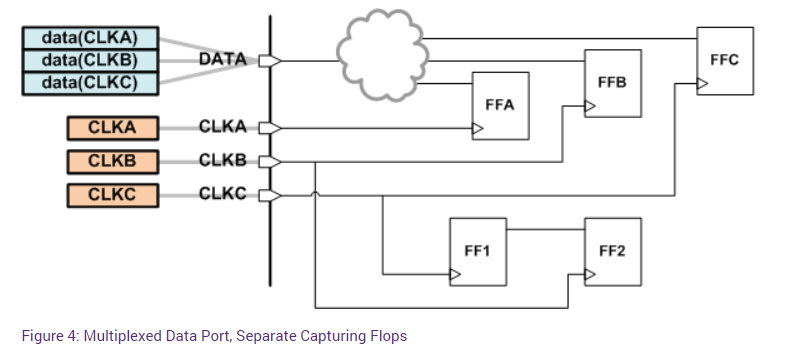 data(CLKA)
data(CLKB)
data(CLKC)
DATA
CLKA
CLKA
CLKB
CLKB
CLKC
CLKC
FFA
FFB
FFC
FF1
FF2
Figure 4: Multiplexed Data Port, Separate Capturing Flops